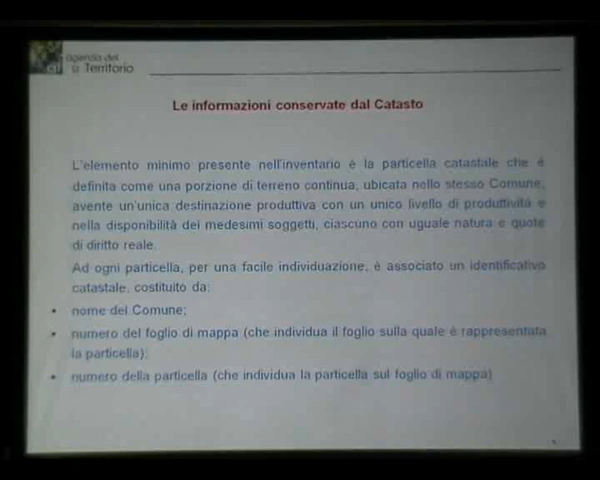 agenzia del
Territorio
Le informazioni conservate dal Catasto
L'elemento minimo presente nell'inventario è la particella catastale che è
definita come una porzione di terreno continua, ubicata nello stesso Comune,
avente un'unica destinazione produttiva con un unico livello di produttività e
nella disponibilità dei medesimi soggetti, ciascuno con uguale natura e quote
di diritto reale.
Ad ogni particella, per una facile individuazione, è associato un identificativo
catastale, costituito da:
• nome del Comune;
• numero del foglio di mappa (che individua il foglio sulla quale è rappresentata
la particella);
• numero della particella (che individua la particella sul foglio di mappa)